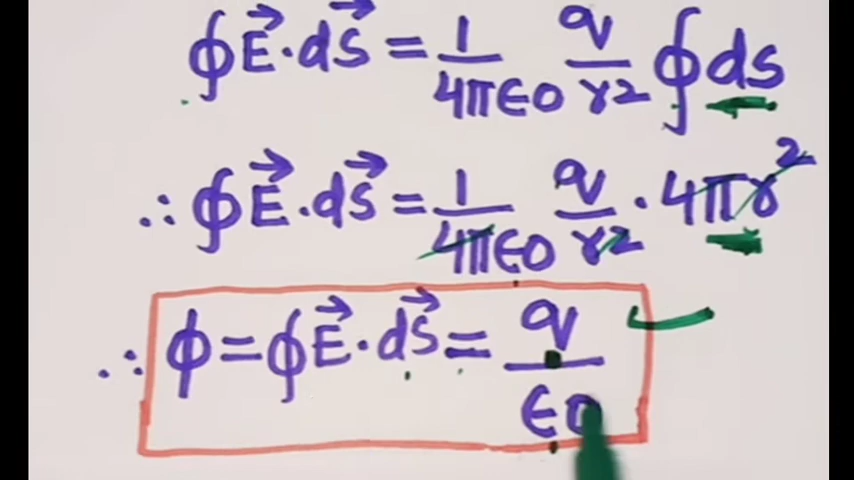 ∮E⃗·dS⃗ = 1/4πϵ0 q/r2 ∮ds
∴ ∮E⃗·dS⃗ = 1/4πϵ0 q/r2 · 4πr²
∴ ϕ = ∮E⃗·dS⃗ = q/ϵ0